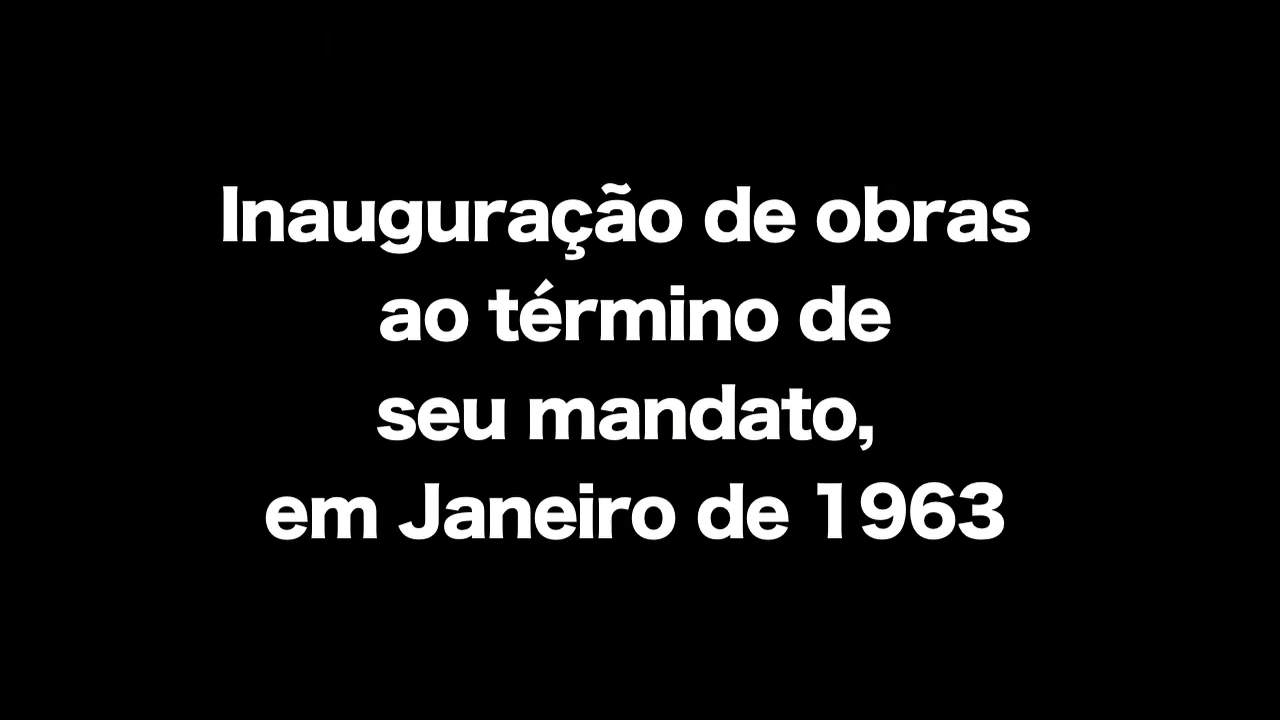 Inauguração de obras
ao término de
seu mandato,
em Janeiro de 1963